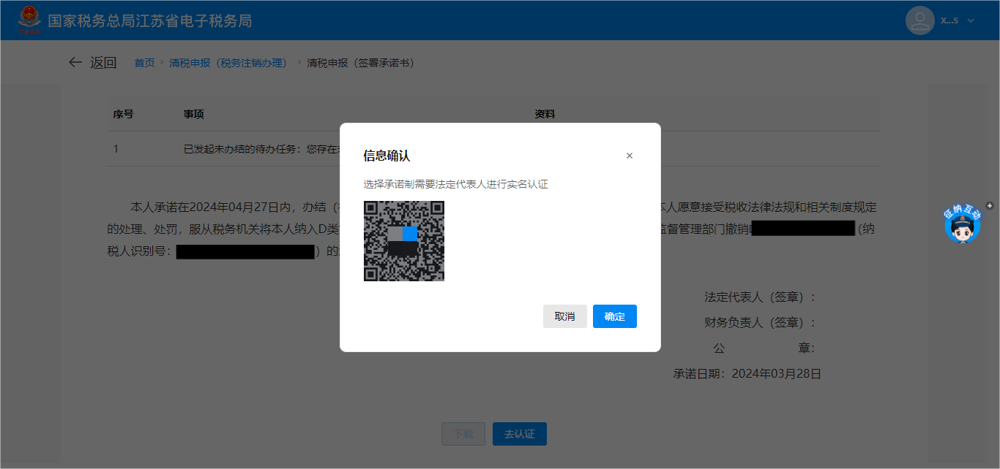 国家税务总局江苏省电子税务局
X...S
返回 首页 > 清税申报（税务注销办理） > 清税申报（签署承诺书）
序号 事项 资料
1 已发起未办结的待办任务：您存在
信息确认 ×
选择承诺制需要法定代表人进行实名认证
取消 确定
本人承诺在2024年04月27日内，办结（ 本人愿意接受税收法律法规和相关制度规定
的处理、处罚，服从税务机关将本人纳入D类 监督管理部门撤销 (纳
税人识别号： ）的
征纳互动
法定代表人（签章）：
财务负责人（签章）：
公 章：
承诺日期：2024年03月28日
下载 去认证